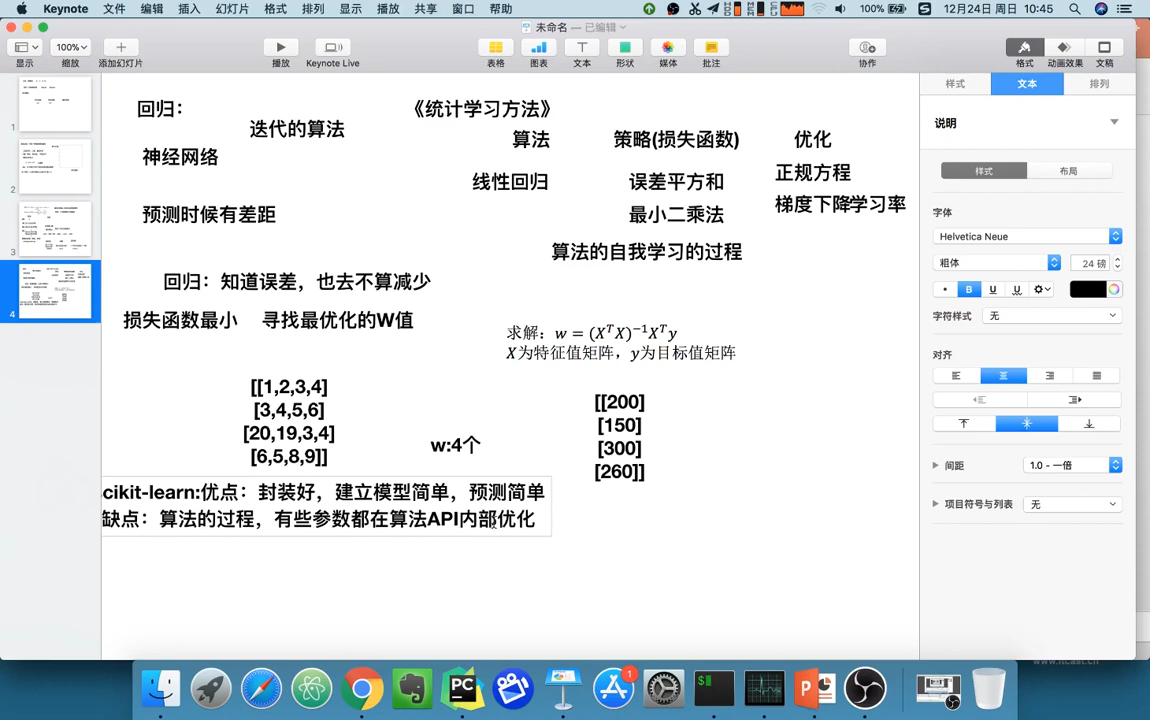 Keynote 文件 编辑 插入 幻灯片 格式 排列 显示 播放 共享 窗口 帮助 100% 12月24日 周日 10:45
未命名 — 已编辑
100%
显示 缩放 添加幻灯片 播放 Keynote Live 表格 图表 文本 形状 媒体 批注 协作 格式 动画效果 文稿
样式 文本 排列
说明
样式 布局
字体
Helvetica Neue
粗体 24 磅
B U U
字符样式 无
对齐
间距 1.0 - 一倍
项目符号与列表 无
1
2
3
4
回归：
《统计学习方法》
迭代的算法
算法 策略(损失函数) 优化
神经网络
正规方程
线性回归 误差平方和
梯度下降学习率
预测时候有差距
最小二乘法
算法的自我学习的过程
回归：知道误差，也去不算减少
损失函数最小 寻找最优化的W值
求解：w = (XᵀX)⁻¹Xᵀy
X为特征值矩阵，y为目标值矩阵
[[1,2,3,4]
[3,4,5,6]
[20,19,3,4]
[6,5,8,9]]
w:4个
[[200]
[150]
[300]
[260]]
cikit-learn:优点：封装好，建立模型简单，预测简单
缺点：算法的过程，有些参数都在算法API内部优化
PC
$
P
1
www.itcast.cn